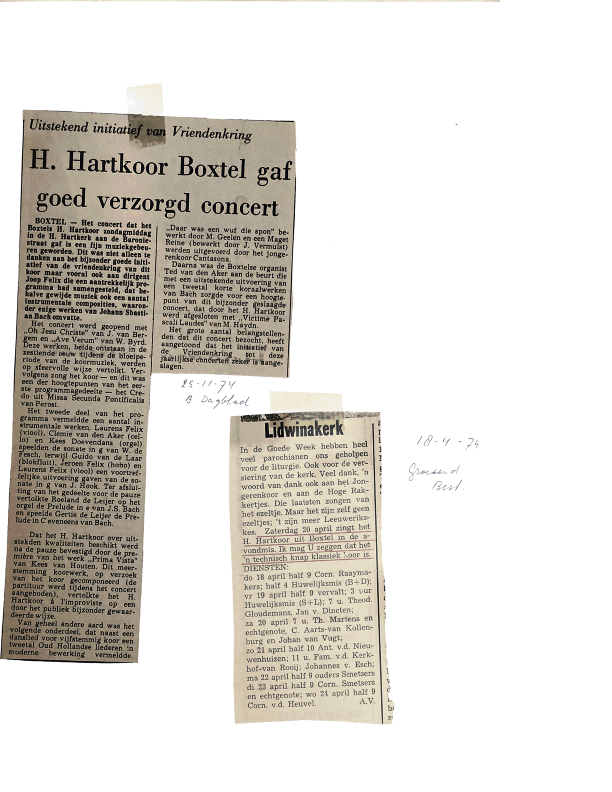 Uitstekend initiatief van Vriendenkring
H. Hartkoor Boxtel gaf
goed verzorgd concert
BOXTEL — Het concert dat het
Boxtels H. Hartkoor zondagmiddag
in de H. Hartkerk aan de Baronie-
straat gaf is een fijn muziekgebeu-
ren geworden. Dit was niet alleen te
danken aan het bijzonder goede initi-
atief van de vriendenkring van dit
koor maar vooral ook aan dirigent
Joop Felix die een aantrekkelijk pro-
gramma had samengesteld, dat be-
halve gewijde muziek ook een aantal
instrumentale composities, waaron-
der enige werken van Johann Sbasti-
aan Bach omvatte.
Het concert werd geopend met
„Oh Jesu Christe" van J. van Ber-
gem en „Ave Verum" van W. Byrd.
Deze werken, beide ontstaan in de
zestiende eeuw tijdens de bloeipe-
riode van de koormuziek, werden
op sfeervolle wijze vertolkt. Ver-
volgens zong het koor — en dit was
een der hoogtepunten van het eer-
ste programmagedeelte — het Cre-
do uit Missa Secunda Pontificalis
van Perosi.
Het tweede deel van het pro-
gramma vermeldde een aantal in-
strumentale werken. Laurens Felix
(viool), Clemie van den Aker (cel-
lo) en Kees Doevendans (orgel)
speelden de sonate in g van W. de
Fesch, terwijl Guido van de Laar
(blokfluit), Jeroen Felix (hobo) en
Laurens Felix (viool) een voortref-
felijke uitvoering gaven van de so-
nate in g van J. Hook. Ter afslui-
ting van het gedeelte voor de pauze
vertolkte Roeland de Leijer op het
orgel de Prelude in e van J.S. Bach
en speelde Gertie de Leijer de Pre-
lude in C eveneens van Bach.
Dat het H. Hartkoor over uit-
stekden kwaliteiten beschikt werd
na de pauze bevestigd door de pre-
mière van het werk „Prima Vista"
van Kees van Houten. Dit meer-
stemming koorwerk, op verzoek
van het koor gecomponeerd (de
partituur werd tijdens het concert
aangeboden), vertolkte het H.
Hartkoor à l'improviste op een
door het publiek bijzonder gewaar-
deerde wijze.
Van geheel andere aard was het
volgende onderdeel, dat naast een
danslied voor vijfstemmig koor een
tweetal Oud Hollandse liederen in
moderne bewerking vermeldde.
„Daar was een wuf die spon" be-
werkt door M. Geelen en een Maget
Reine (bewerkt door J. Vermulst)
werden uitgevoerd door het jonge-
renkoor Cantasona.
Daarna was de Boxtelse organist
Ted van den Aker aan de beurt die
met een uitstekende uitvoering van
een tweetal korte korzalwerken
van Bach zorgde voor een hoogte-
punt van dit bijzonder geslaagde
concert, dat door het H. Hartkoor
werd afgesloten met „Victime Pa-
scali Laudes" van M. Haydn.
Het grote aantal belangstellen-
den dat dit concert bezocht, heeft
aangetoond dat het initiatief van
de Vriendenkring tot deze
jaarlijkse concerten zeker is aange-
slagen.
25-11-74
B Dagblad
Lidwinakerk
In de Goede Week hebben heel
veel parochianen ons geholpen
voor de liturgie. Ook voor de ver-
siering van de kerk. Veel dank, 'n
woord van dank ook aan het Jon-
gerenkoor en aan de Hoge Rak-
kertjes. Die laatsten zongen van
het ezeltje. Maar het zijn zelf geen
ezeltjes; 't zijn meer Leeuweriks-
kes. Zaterdag 20 april zingt het
H. Hartkoor uit Boxtel in de a-
vondmis. Ik mag U zeggen dat het
'n technisch knap klassiek koor is.
DIENSTEN:
do 18 april half 9 Corn. Raaymа-
kers; half 4 Huwelijksmis (B+D);
vr 19 april half 9 vervalt; 3 uur
Huwelijksmis (S+L); 7 u. Theod.
Gloudemans, Jan v. Dincten;
za 20 april 7 u. Th. Martens en
echtgenote, C. Aarts-van Kollen-
burg en Johan van Vugt;
zo 21 april half 10 Ant. v.d. Nieu-
wenhuizen; 11 u. Fam. v.d. Kerk-
hof-van Rooij; Johannes v. Esch;
ma 22 april half 9 ouders Smetsers
di 23 april half 9 Corn. Smetsers
en echtgenote; wo 24 april half 9
Corn. v.d. Heuvel. A.V.
18-4-74
Groeiend
Best.